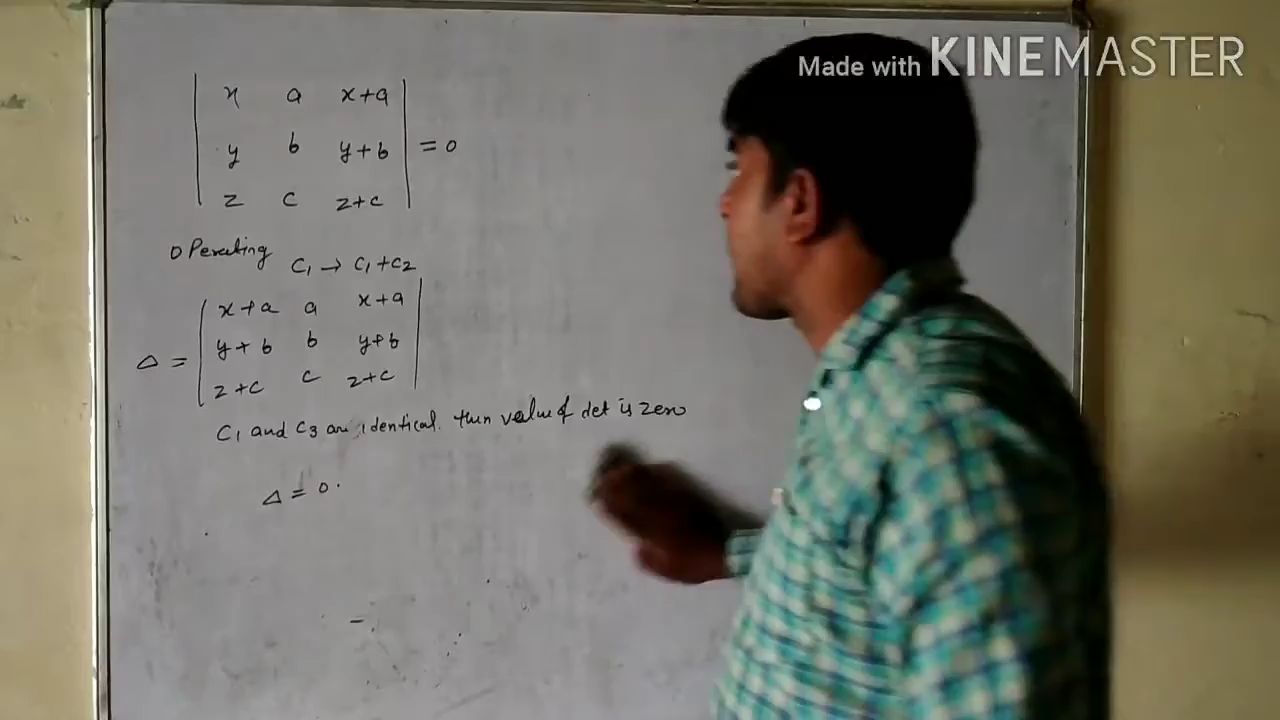 Made with KINEMASTER
x a x+a
y b y+b = 0
z c z+c
Operating C₁ → C₁+C₂
x+a a x+a
Δ = y+b b y+b
z+c c z+c
C₁ and C₃ are identical. then value of det is zero
Δ = 0.